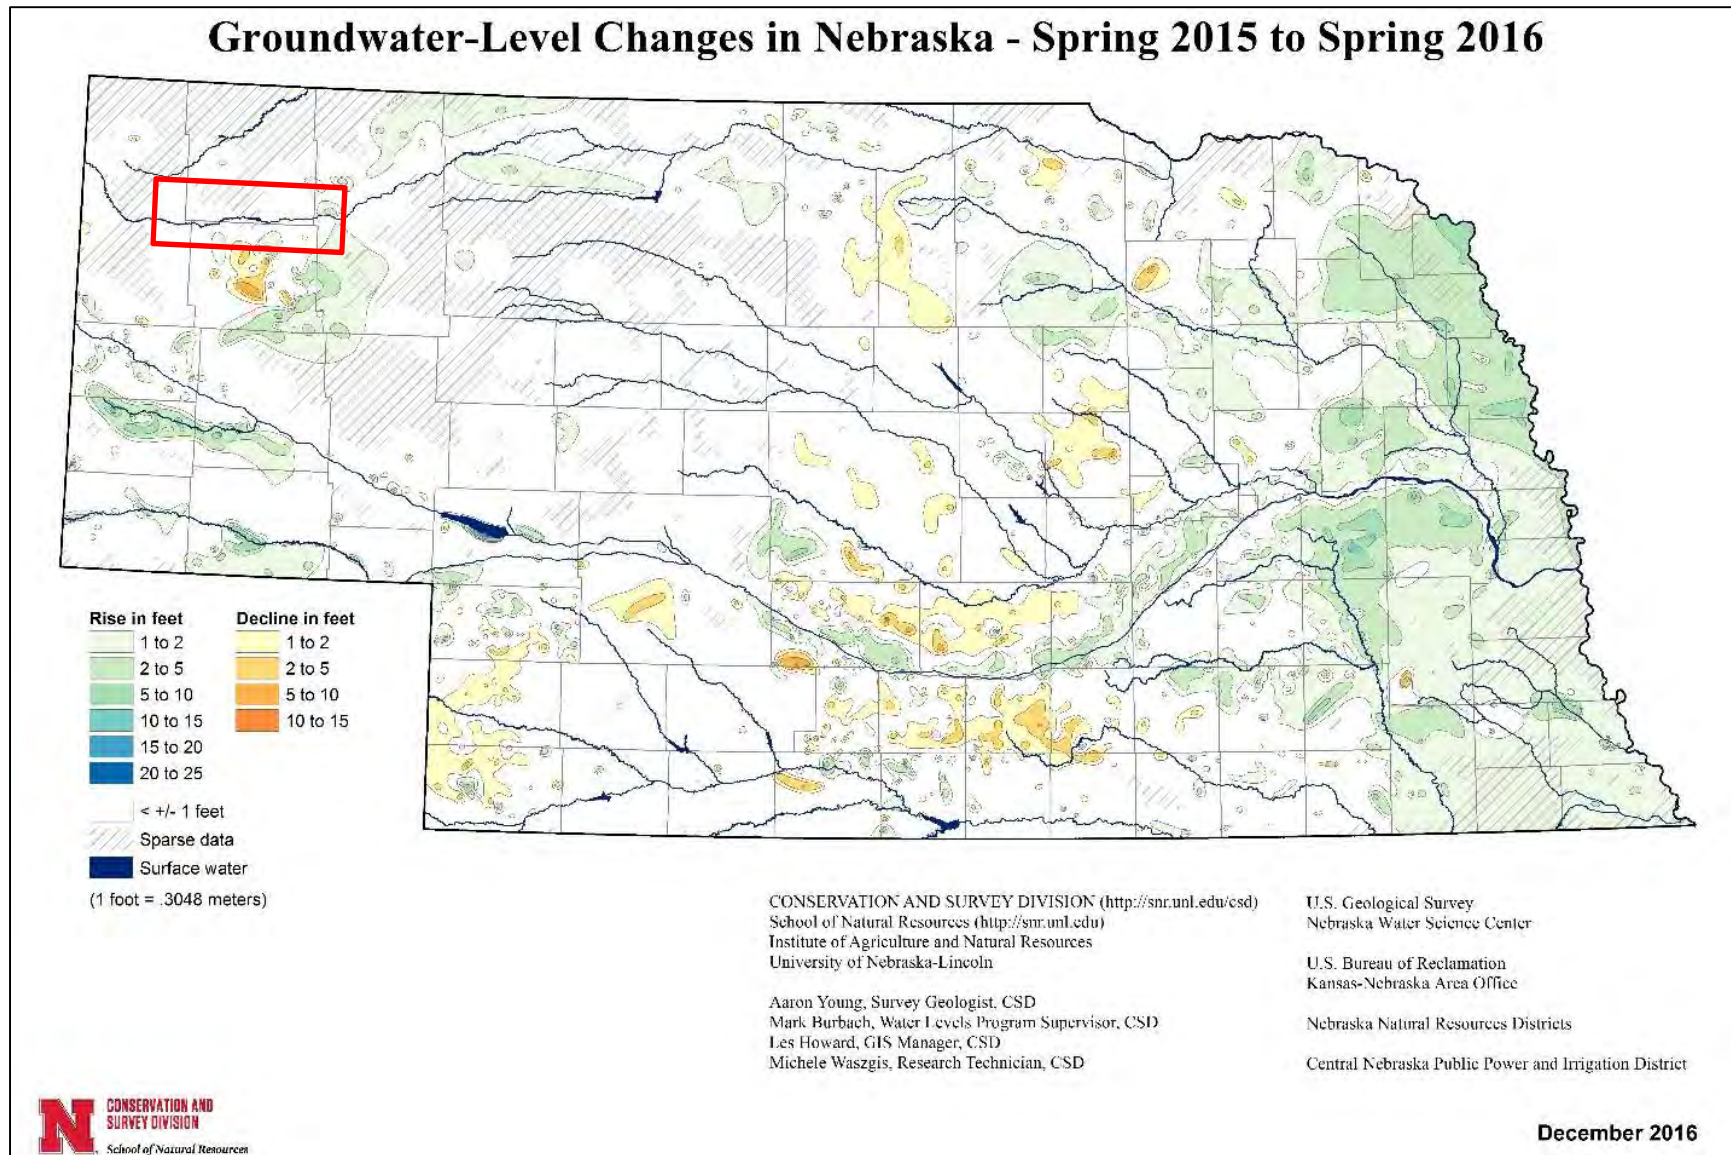 Groundwater-Level Changes in Nebraska - Spring 2015 to Spring 2016
Rise in feet
1 to 2
2 to 5
5 to 10
10 to 15
15 to 20
20 to 25
Decline in feet
1 to 2
2 to 5
5 to 10
10 to 15
< +/- 1 feet
Sparse data
Surface water
(1 foot = .3048 meters)
CONSERVATION AND SURVEY DIVISION (http://snr.unl.edu/csd)
School of Natural Resources (http://snr.unl.edu)
Institute of Agriculture and Natural Resources
University of Nebraska-Lincoln
Aaron Young, Survey Geologist, CSD
Mark Burbach, Water Levels Program Supervisor, CSD
Les Howard, GIS Manager, CSD
Michele Waszgis, Research Technician, CSD
U.S. Geological Survey
Nebraska Water Science Center
U.S. Bureau of Reclamation
Kansas-Nebraska Area Office
Nebraska Natural Resources Districts
Central Nebraska Public Power and Irrigation District
N
CONSERVATION AND
SURVEY DIVISION
School of Natural Resources
December 2016